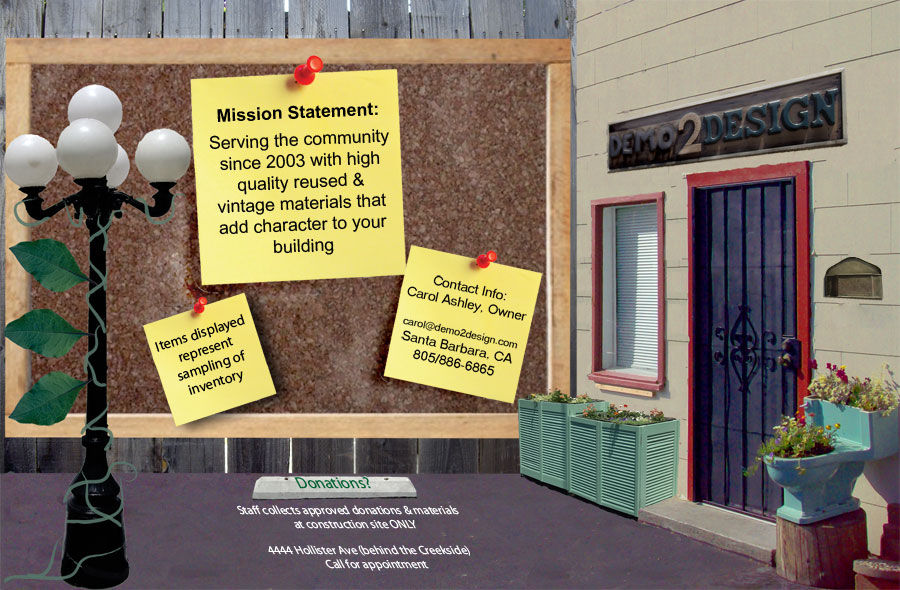 Mission Statement:
Serving the community
since 2003 with high
quality reused &
vintage materials that
add character to your
building
DEMO2DESIGN
Contact Info:
Carol Ashley, Owner
carol@demo2design.com
Santa Barbara, CA
805/886-6865
Items displayed
represent
sampling of
inventory
Donations?
Staff collects approved donations & materials
at construction site ONLY
4444 Hollister Ave (behind the Creekside)
Call for appointment